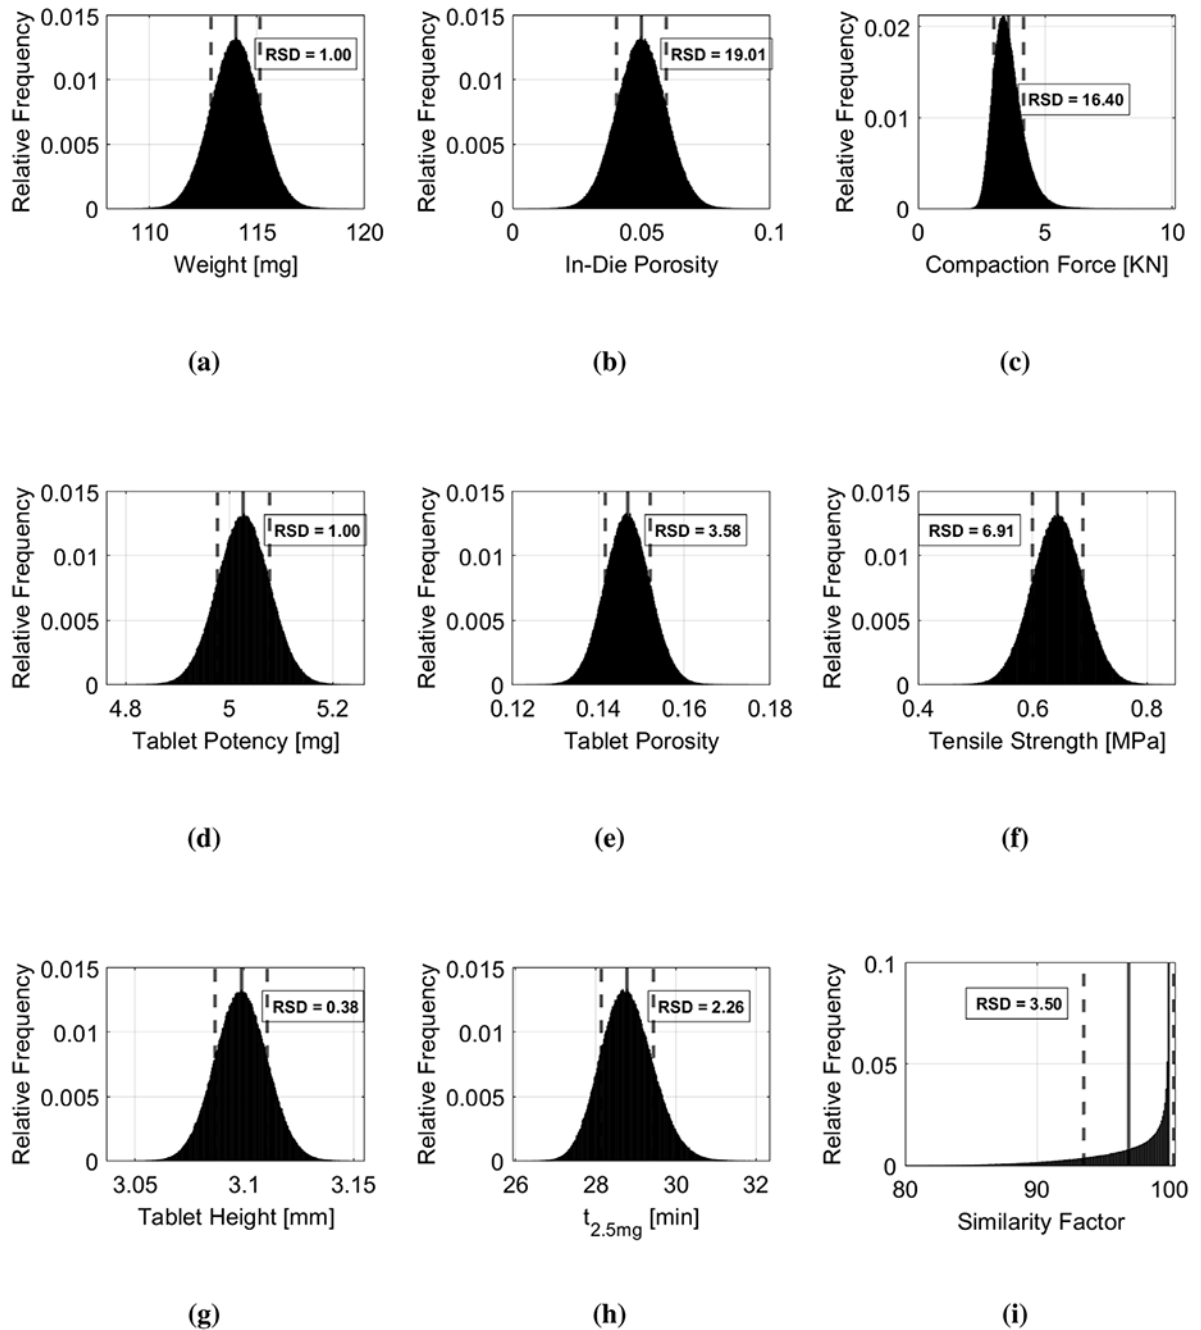 Relative Frequency
0.015
0.01
0.005
0
RSD = 1.00
110
115
120
Weight [mg]
(a)
Relative Frequency
0.015
0.01
0.005
0
RSD = 19.01
0
0.05
0.1
In-Die Porosity
(b)
Relative Frequency
0.02
0.01
0
RSD = 16.40
0
5
10
Compaction Force [KN]
(c)
Relative Frequency
0.015
0.01
0.005
0
RSD = 1.00
4.8
5
5.2
Tablet Potency [mg]
(d)
Relative Frequency
0.015
0.01
0.005
0
RSD = 3.58
0.12
0.14
0.16
0.18
Tablet Porosity
(e)
Relative Frequency
0.015
0.01
0.005
0
RSD = 6.91
0.4
0.6
0.8
Tensile Strength [MPa]
(f)
Relative Frequency
0.015
0.01
0.005
0
RSD = 0.38
3.05
3.1
3.15
Tablet Height [mm]
(g)
Relative Frequency
0.015
0.01
0.005
0
RSD = 2.26
26
28
30
32
t2.5mg [min]
(h)
Relative Frequency
0.1
0.05
0
RSD = 3.50
80
90
100
Similarity Factor
(i)